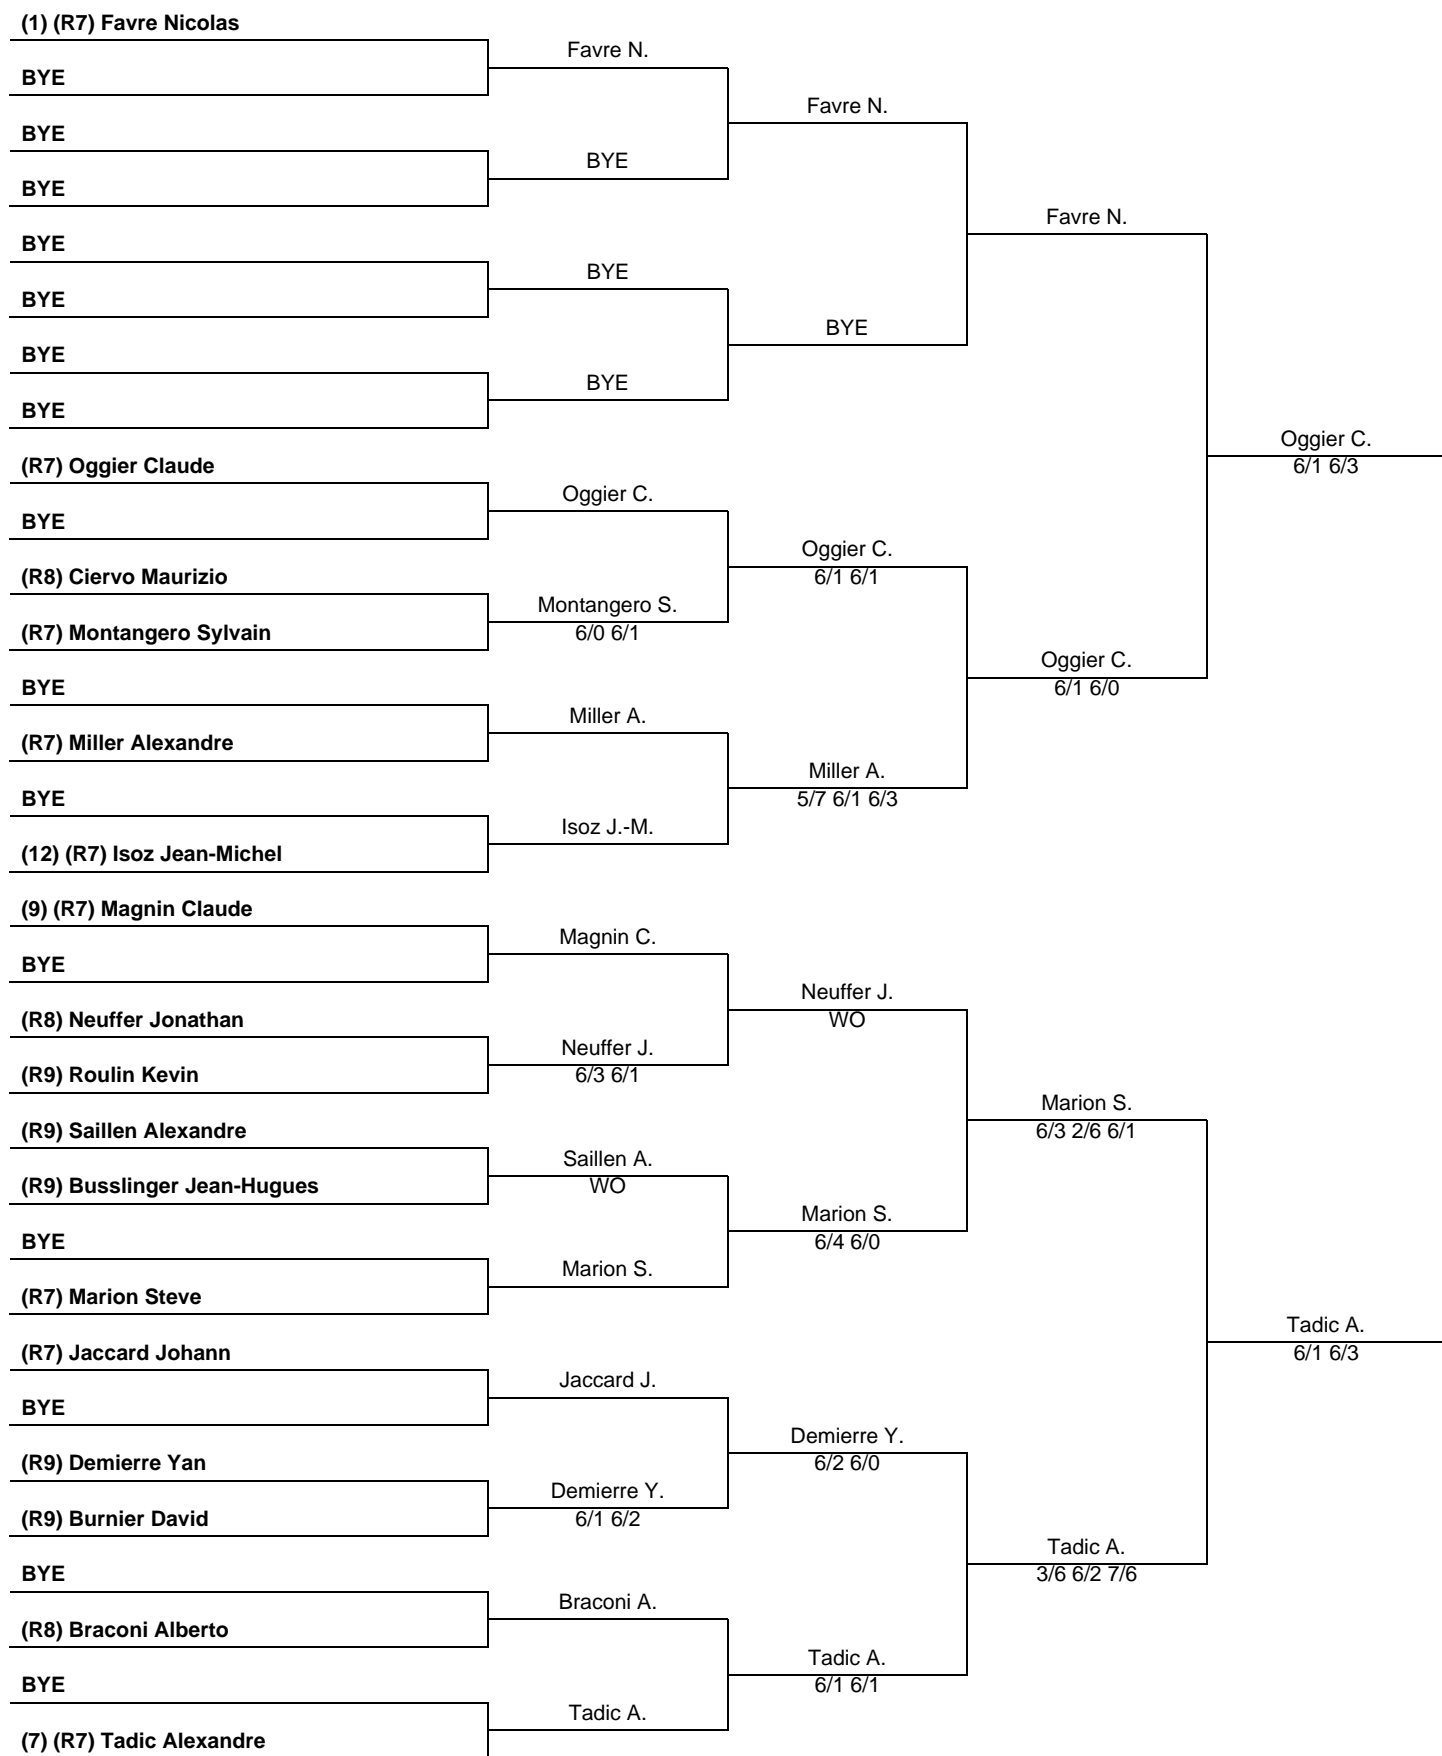 (1) (R7) Favre Nicolas
BYE
BYE
BYE
BYE
BYE
BYE
BYE
(R7) Oggier Claude
BYE
(R8) Ciervo Maurizio
(R7) Montangero Sylvain
BYE
(R7) Miller Alexandre
BYE
(12) (R7) Isoz Jean-Michel
(9) (R7) Magnin Claude
BYE
(R8) Neuffer Jonathan
(R9) Roulin Kevin
(R9) Saillen Alexandre
(R9) Busslinger Jean-Hugues
BYE
(R7) Marion Steve
(R7) Jaccard Johann
BYE
(R9) Demierre Yan
(R9) Burnier David
BYE
(R8) Braconi Alberto
BYE
(7) (R7) Tadic Alexandre
Favre N.
BYE
BYE
BYE
Oggier C.
Montangero S.
6/0 6/1
Miller A.
Isoz J.-M.
Magnin C.
Neuffer J.
6/3 6/1
Saillen A.
WO
Marion S.
Jaccard J.
Demierre Y.
6/1 6/2
Braconi A.
Tadic A.
Favre N.
BYE
Oggier C.
6/1 6/1
Miller A.
5/7 6/1 6/3
Neuffer J.
WO
Marion S.
6/4 6/0
Demierre Y.
6/2 6/0
Tadic A.
6/1 6/1
Favre N.
Oggier C.
6/1 6/0
Marion S.
6/3 2/6 6/1
Tadic A.
3/6 6/2 7/6
Oggier C.
6/1 6/3
Tadic A.
6/1 6/3